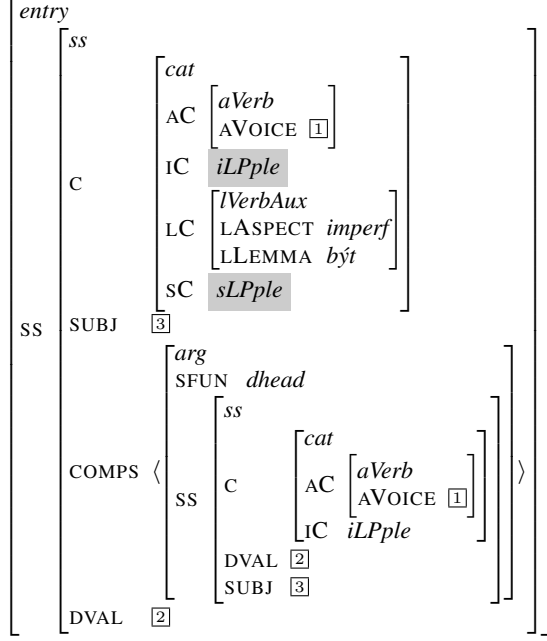 entry
ss
cat
AC aVerb
AVOICE 1
IC iLPple
C
lVerbAux
LC LASPECT imperf
LLEMMA být
SC sLPple
SS SUBJ 3
arg
SFUN dhead
ss
cat
COMPS ⟨ C AC aVerb ⟩
SS AVOICE 1
IC iLPple
DVAL 2
SUBJ 3
DVAL 2